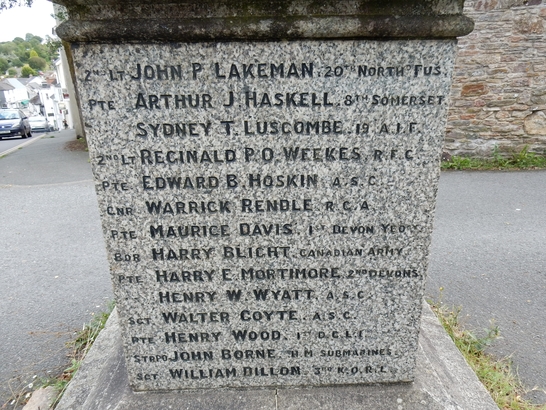 2ND LT JOHN P. LAKEMAN. 20TH NORTH FUS.
PTE ARTHUR J. HASKELL. 8TH SOMERSET.
SYDNEY T. LUSCOMBE. 19 A.I.F.
2ND LT REGINALD P.O. WEEKES. R.F.C.
PTE EDWARD B. HOSKIN. A.S.C.
GNR WARRICK RENDLE. R.G.A.
PTE MAURICE DAVIS. 1ST DEVON YEOY.
BDR HARRY BLIGHT. CANADIAN ARMY.
PTE HARRY E. MORTIMORE. 2ND DEVONS.
HENRY W. WYATT. A.S.C.
SGT WALTER COYTE. A.S.C.
PTE HENRY WOOD. 1ST D.C.L.I.
STRPO JOHN BORNE. H.M SUBMARINES.
SGT WILLIAM DILLON. 3RD K.O.R.L.